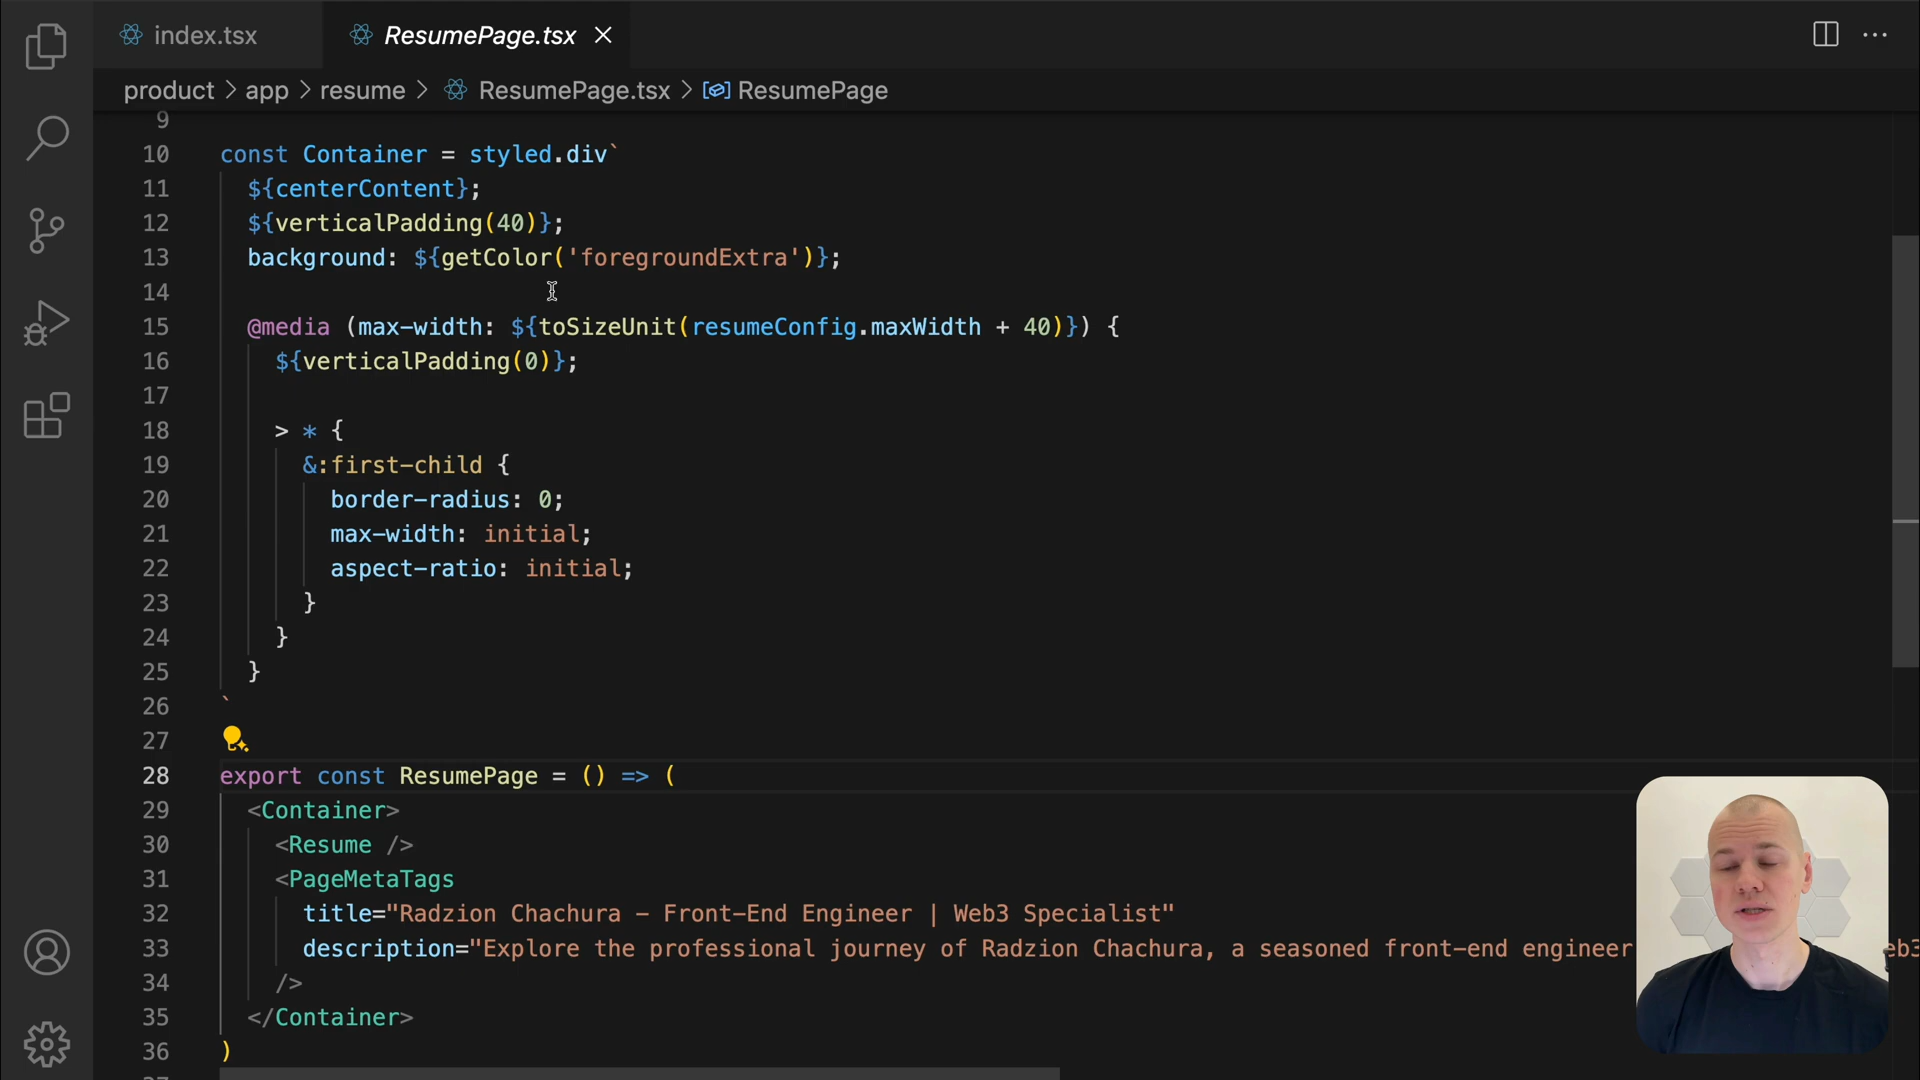 index.tsx
ResumePage.tsx
product > app > resume > ResumePage.tsx > ResumePage
9
10 const Container = styled.div`
11 ${centerContent};
12 ${verticalPadding(40)};
13 background: ${getColor('foregroundExtra')};
14
15 @media (max-width: ${toSizeUnit(resumeConfig.maxWidth + 40)}) {
16 ${verticalPadding(0)};
17
18 > * {
19 &:first-child {
20 border-radius: 0;
21 max-width: initial;
22 aspect-ratio: initial;
23 }
24 }
25 }
26 `
27
28 export const ResumePage = () => (
29 <Container>
30 <Resume />
31 <PageMetaTags
32 title="Radzion Chachura – Front-End Engineer | Web3 Specialist"
33 description="Explore the professional journey of Radzion Chachura, a seasoned front-end engineer
34 />
35 </Container>
36 )